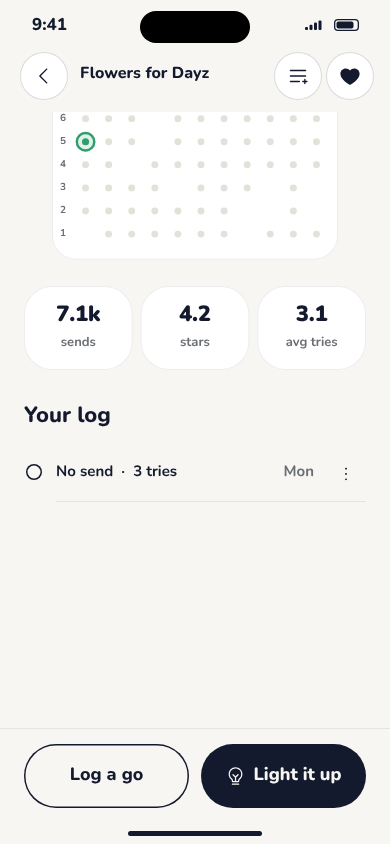 9:41
Flowers for Dayz
6
5
4
3
2
1
7.1k
sends
4.2
stars
3.1
avg tries
Your log
No send · 3 tries
Mon
Log a go
Light it up